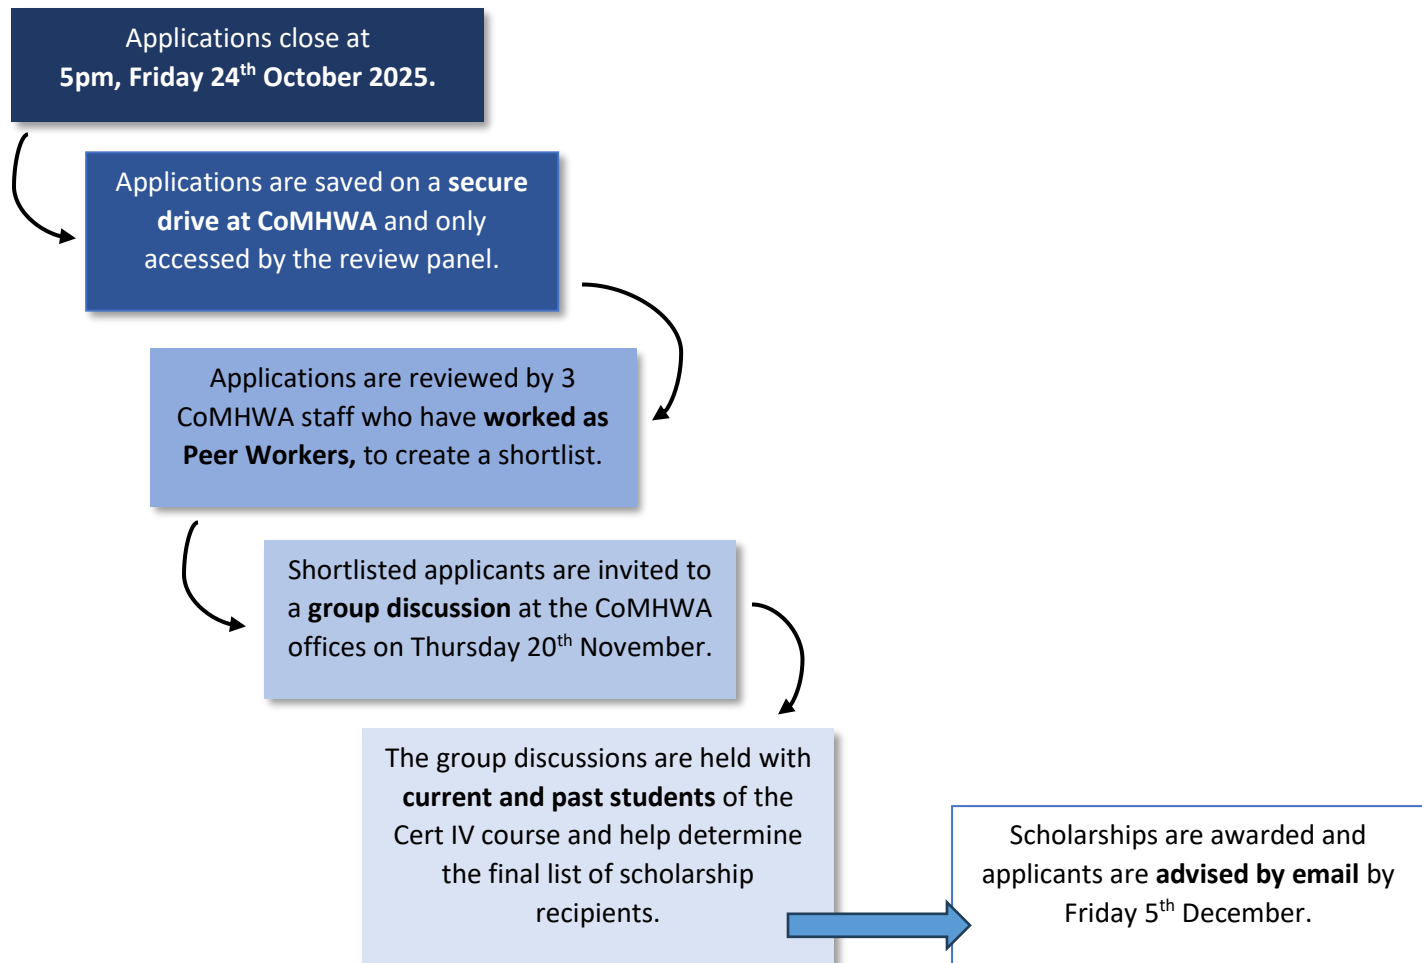 Applications close at
5pm, Friday 24th October 2025.
Applications are saved on a secure
drive at CoMHWA and only
accessed by the review panel.
Applications are reviewed by 3
CoMHWA staff who have worked as
Peer Workers, to create a shortlist.
Shortlisted applicants are invited to
a group discussion at the CoMHWA
offices on Thursday 20th November.
The group discussions are held with
current and past students of the
Cert IV course and help determine
the final list of scholarship
recipients.
Scholarships are awarded and
applicants are advised by email by
Friday 5th December.